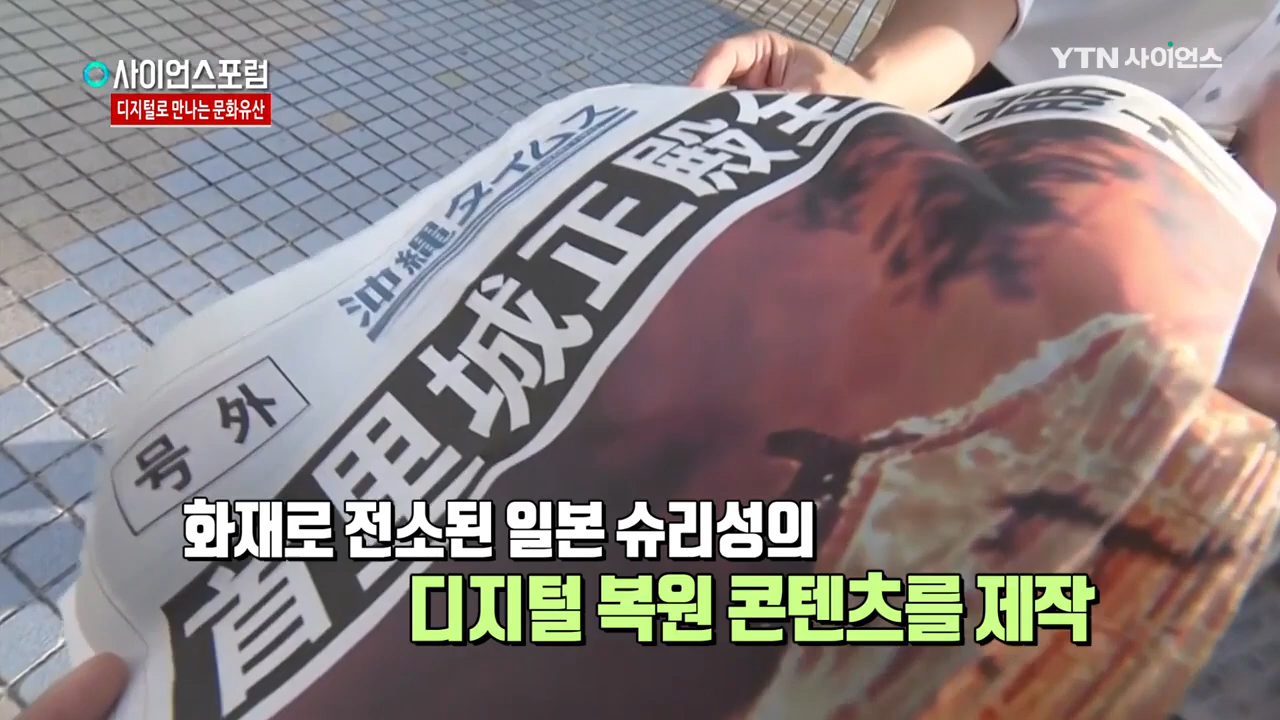 사이언스포럼
디지털로 만나는 문화유산
YTN 사이언스
沖縄タイムス
号外
首里城正殿全
화재로 전소된 일본 슈리성의
디지털 복원 콘텐츠를 제작